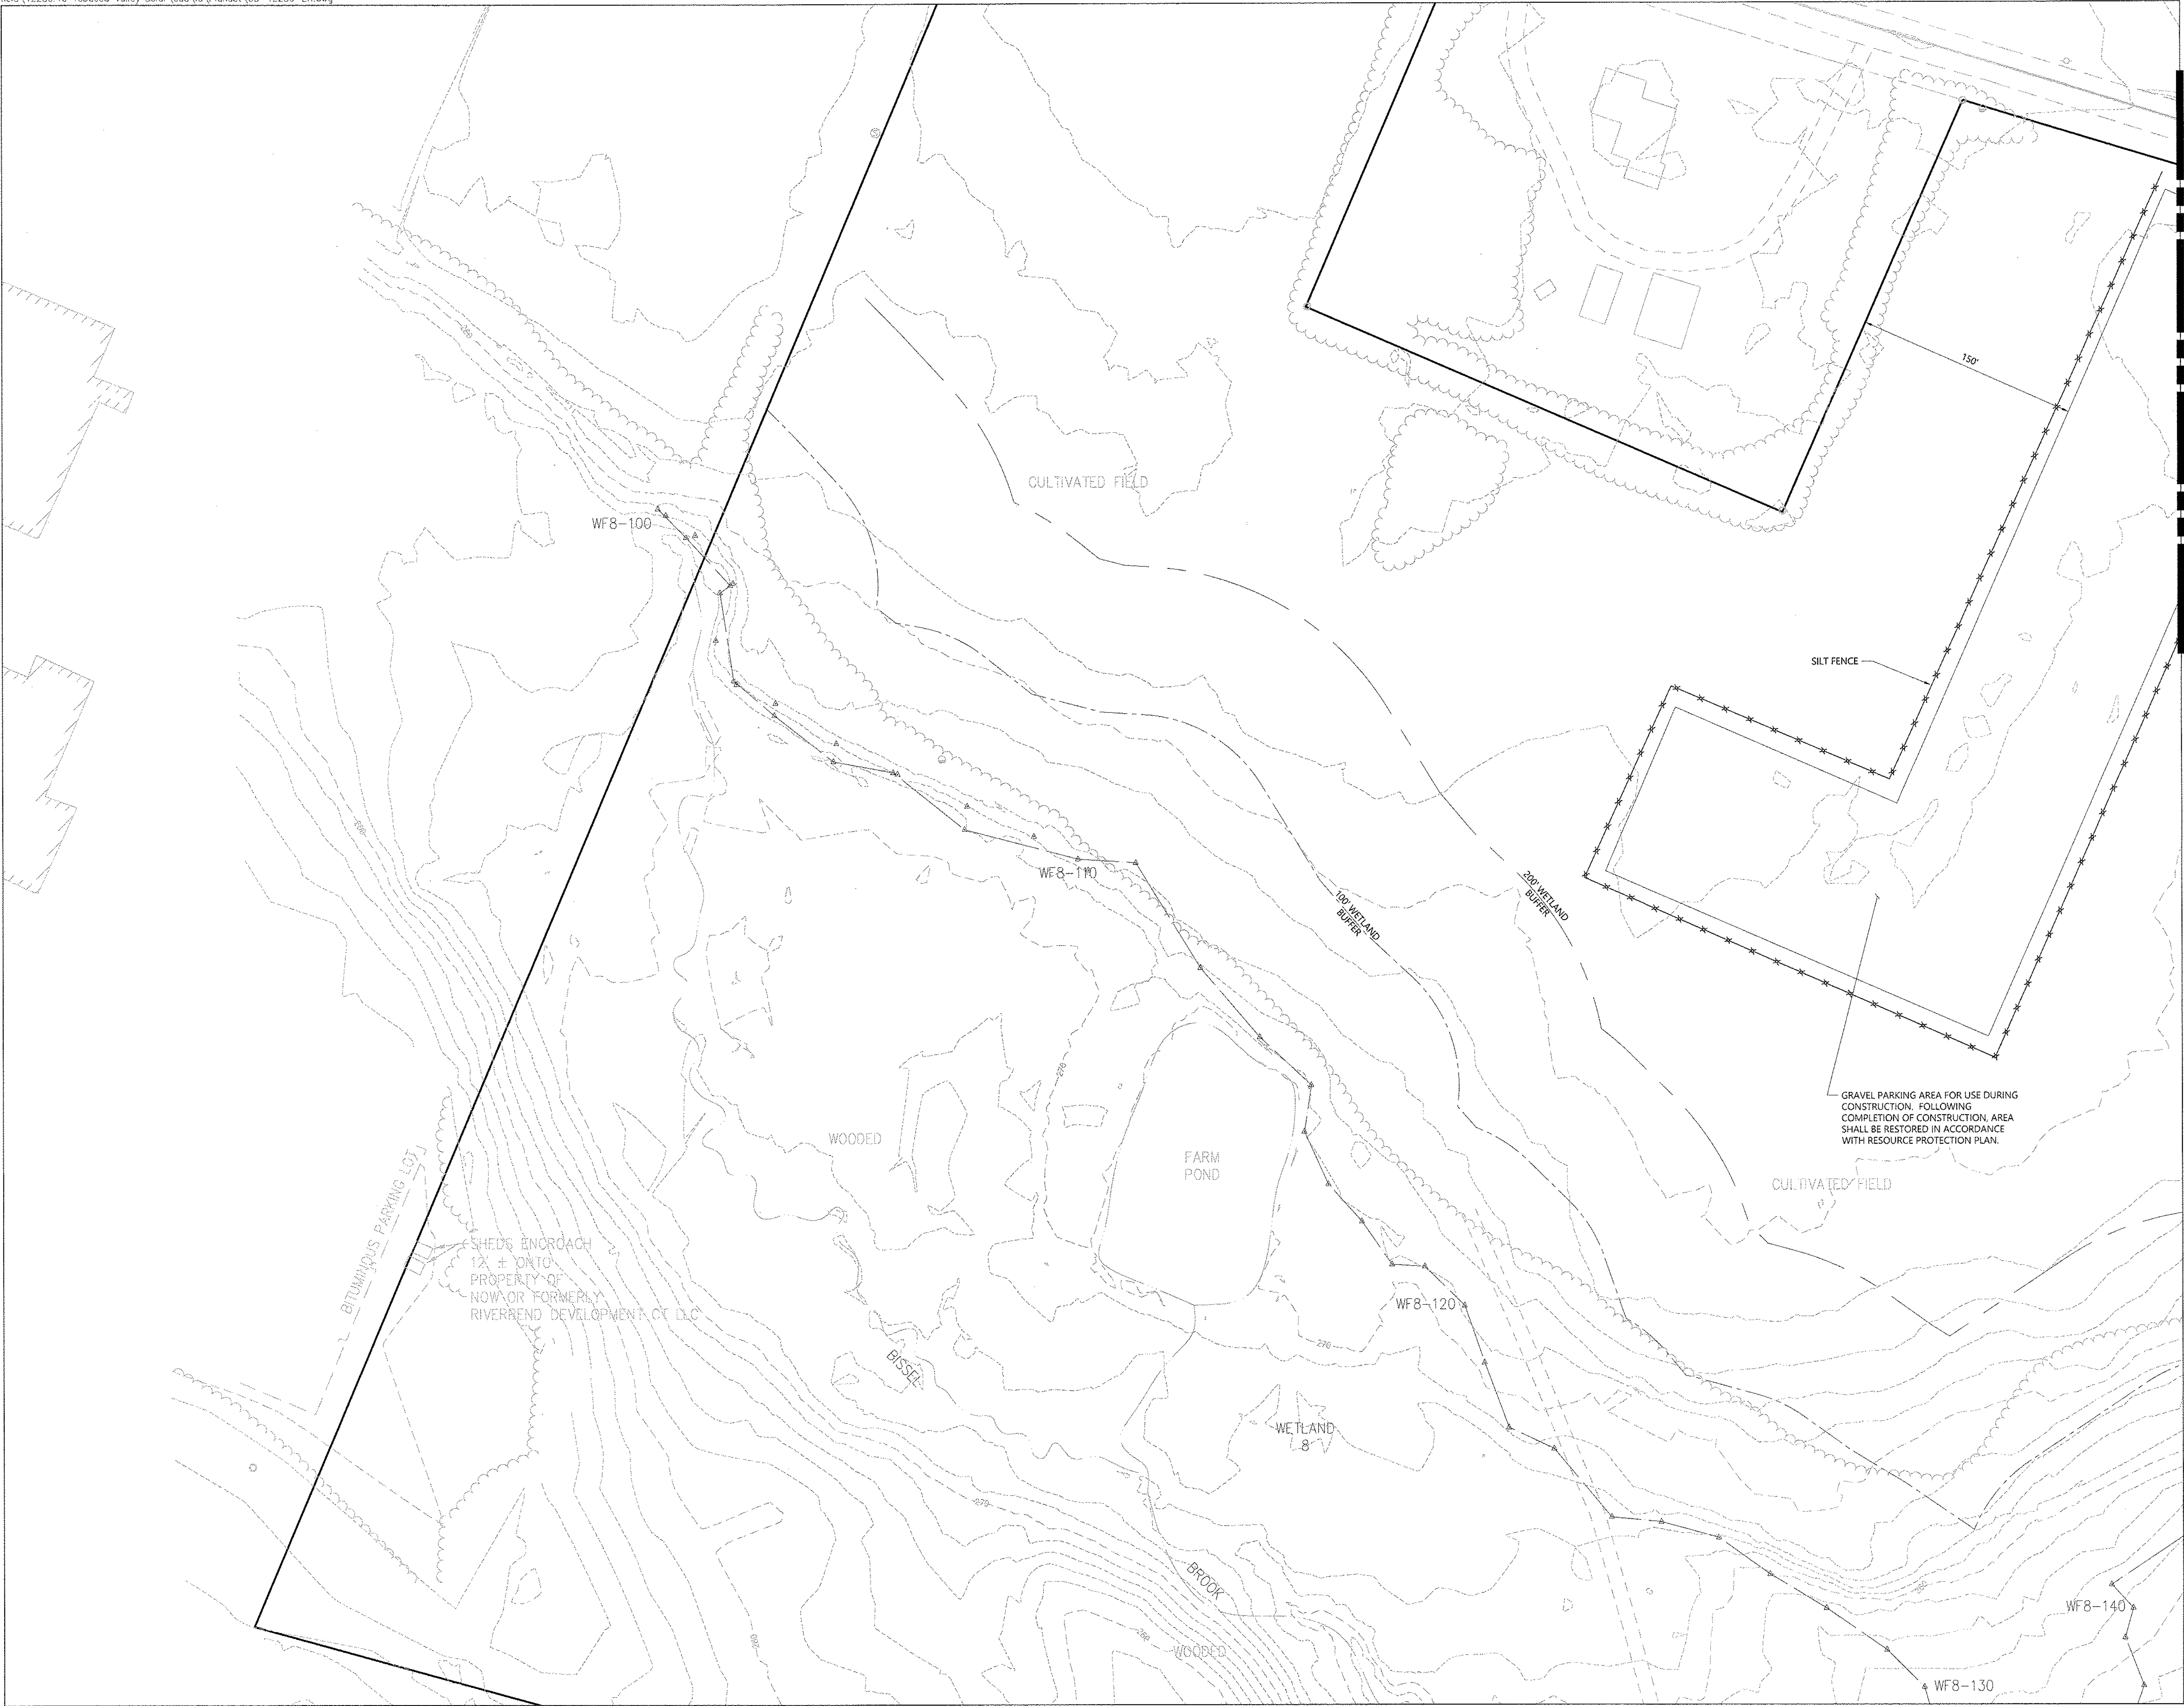 150'
CULTIVATED FIELD
WF8-100
SILT FENCE
WF8-110
100' WETLAND
BUFFER
200' WETLAND
BUFFER
GRAVEL PARKING AREA FOR USE DURING
CONSTRUCTION. FOLLOWING
COMPLETION OF CONSTRUCTION, AREA
SHALL BE RESTORED IN ACCORDANCE
WITH RESOURCE PROTECTION PLAN.
270
WOODED
FARM
POND
CULTIVATED FIELD
BITUMINOUS PARKING LOT
SHEDS ENCROACH
12' ± ONTO
PROPERTY OF
NOW OR FORMERLY
RIVERBEND DEVELOPMENT CT LLC
WF8-120
270
BISSEL
WETLAND
8
270
BROOK
WF8-140
WOODED
WF8-130